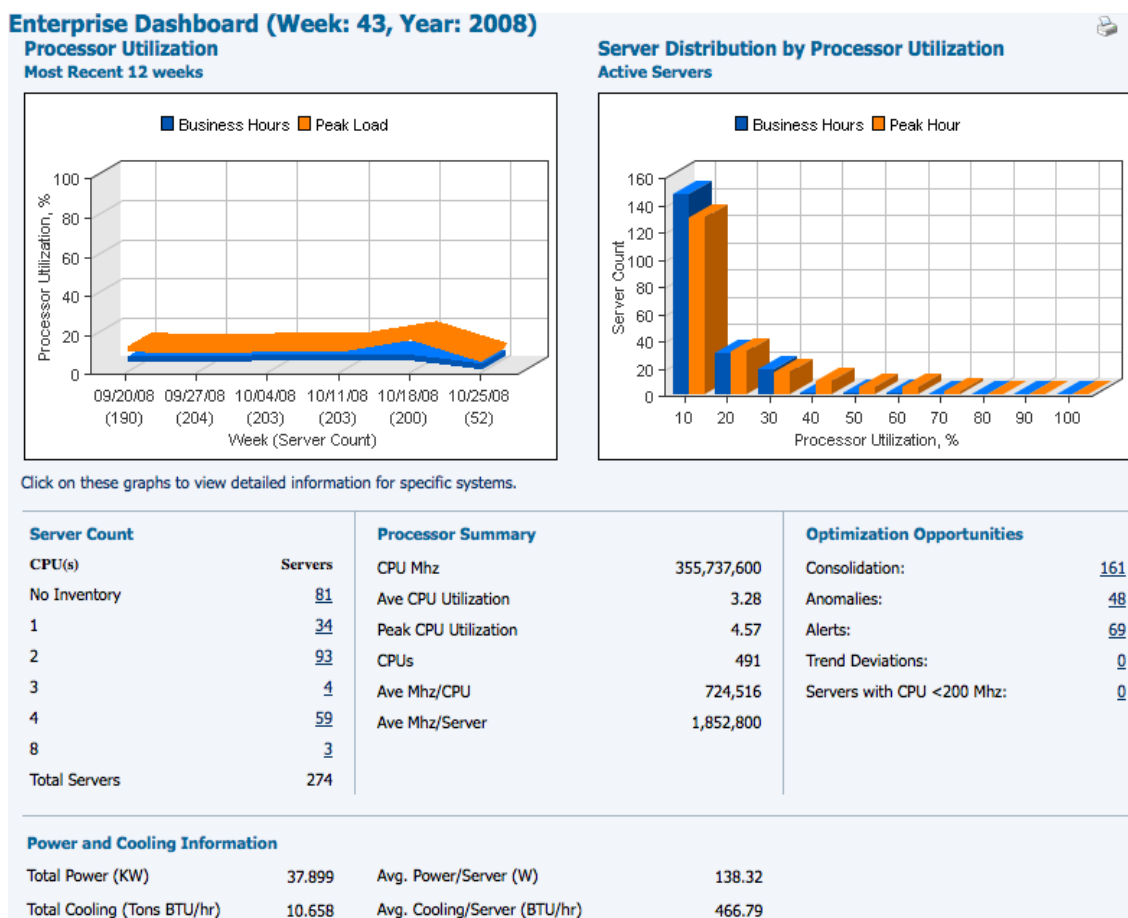 Enterprise Dashboard (Week: 43, Year: 2008)
Processor Utilization
Most Recent 12 weeks
Business Hours Peak Load
Processor Utilization, %
100
80
60
40
20
0
09/20/08 09/27/08 10/04/08 10/11/08 10/18/08 10/25/08
(190) (204) (203) (203) (200) (52)
Week (Server Count)
Server Distribution by Processor Utilization
Active Servers
Business Hours Peak Hour
Server Count
160
140
120
100
80
60
40
20
0
10 20 30 40 50 60 70 80 90 100
Processor Utilization, %
Click on these graphs to view detailed information for specific systems.
Server Count
CPU(s) Servers
No Inventory 81
1 34
2 93
3 4
4 59
8 3
Total Servers 274
Processor Summary
CPU Mhz 355,737,600
Ave CPU Utilization 3.28
Peak CPU Utilization 4.57
CPUs 491
Ave Mhz/CPU 724,516
Ave Mhz/Server 1,852,800
Optimization Opportunities
Consolidation: 161
Anomalies: 48
Alerts: 69
Trend Deviations: 0
Servers with CPU <200 Mhz: 0
Power and Cooling Information
Total Power (KW) 37.899 Avg. Power/Server (W) 138.32
Total Cooling (Tons BTU/hr) 10.658 Avg. Cooling/Server (BTU/hr) 466.79